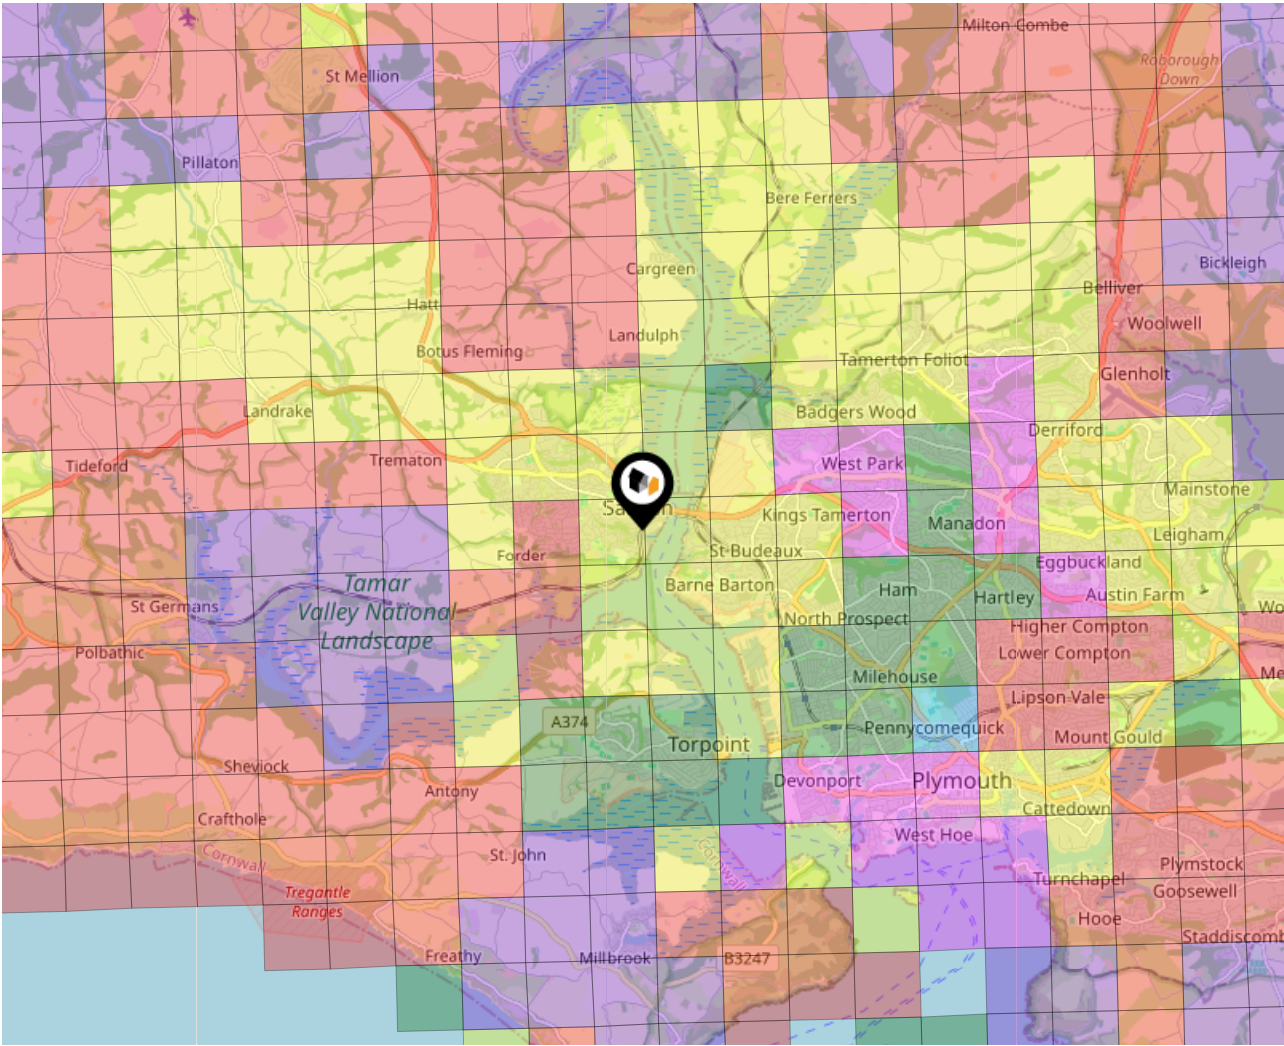 Milton Combe
St Mellion
Roborough
Down
Pillaton
Bere Ferrers
Bickleigh
Cargreen
Belliver
Hatt
Landulph
Woolwell
Botus Fleming
Tamerton Foliot
Glenholt
Landrake
Badgers Wood
Derriford
Tideford
Trematon
West Park
Mainstone
Kings Tamerton
Manadon
Leigham
Forder
St Budeaux
Eggbuckland
Tamar
Valley National
Landscape
Barne Barton
Ham
Hartley
Austin Farm
St Germans
North Prospect
Higher Compton
Polbathic
Lower Compton
Milehouse
Lipson Vale
A374
Torpoint
Pennycomequick
Mount Gould
Sheviock
Antony
Devonport
Plymouth
Crafthole
Cattedown
Cornwall
St. John
Cornwall
West Hoe
Plymstock
Tregantle
Ranges
Turnchapel
Goosewell
Hooe
Freathy
Millbrook
B3247
Staddiscomb